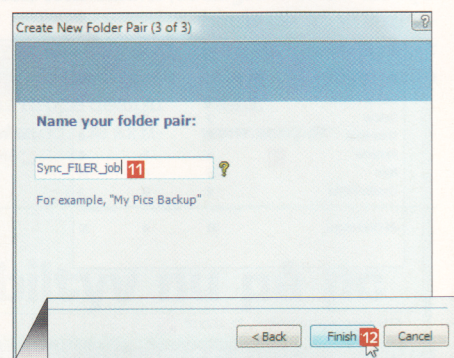 Create New Folder Pair (3 of 3)
?
Name your folder pair:
Sync_FILER_job 11
?
For example, "My Pics Backup"
< Back Finish 12 Cancel